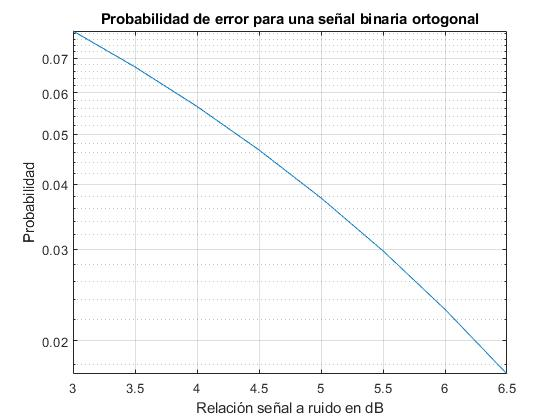 Probabilidad de error para una señal binaria ortogonal
0.07
0.06
0.05
0.04
0.03
0.02
Probabilidad
3 3.5 4 4.5 5 5.5 6 6.5
Relación señal a ruido en dB